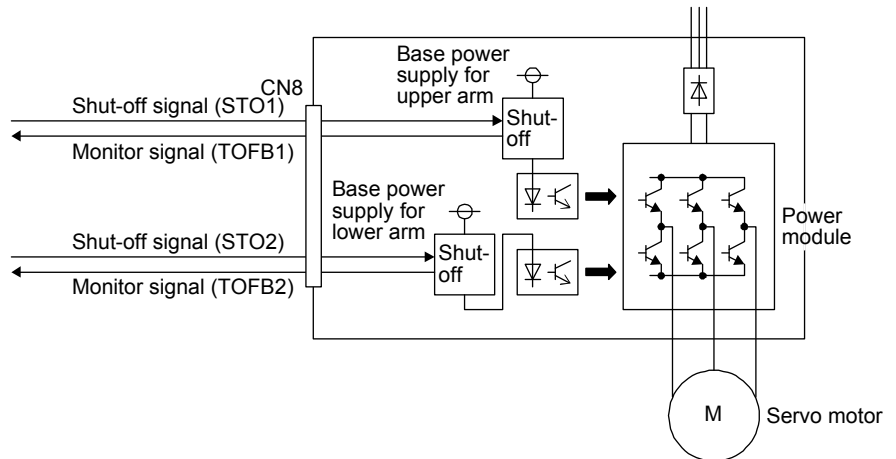 Base power
supply for
upper arm
CN8
Shut-off signal (STO1)
Shut-
off
Monitor signal (TOFB1)
Base power
supply for
lower arm
Power
module
Shut-off signal (STO2)
Shut-
off
Monitor signal (TOFB2)
M
Servo motor